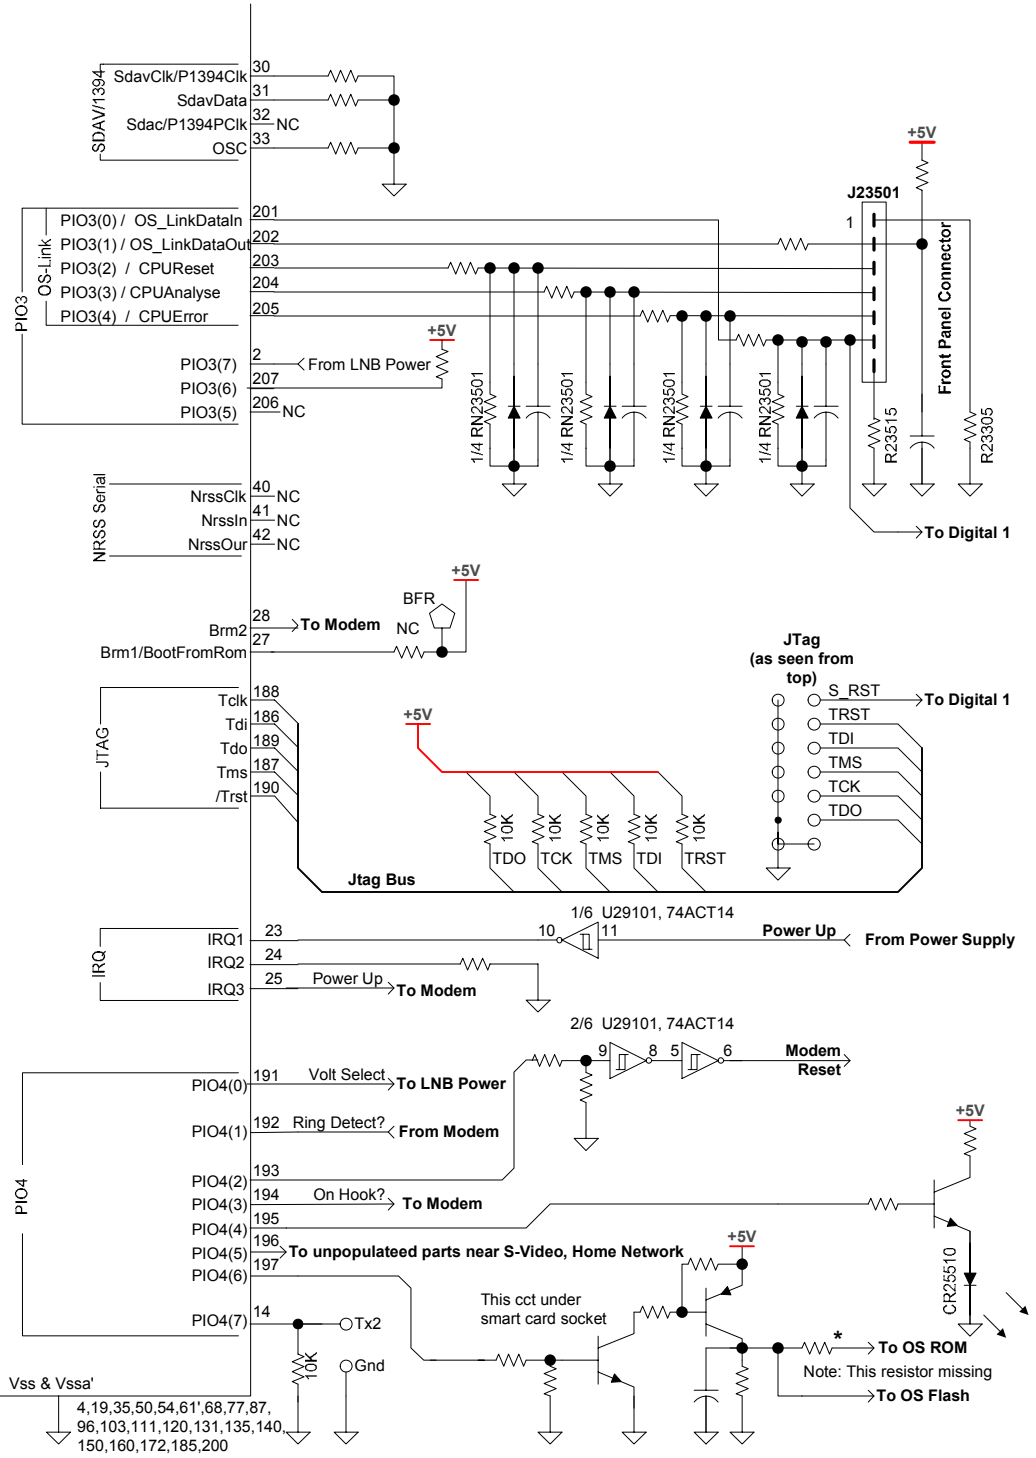 SDAV/1394
SdavClk/P1394Clk
30
SdavData
31
Sdac/P1394PClk
32
NC
OSC
33
+5V
J23501
1
Front Panel Connector
PIO3
OS-Link
PIO3(0) / OS_LinkDataIn
201
PIO3(1) / OS_LinkDataOut
202
PIO3(2) / CPUReset
203
PIO3(3) / CPUAnalyse
204
PIO3(4) / CPUError
205
+5V
PIO3(7)
2
From LNB Power
PIO3(6)
207
PIO3(5)
206
NC
1/4 RN23501
1/4 RN23501
1/4 RN23501
1/4 RN23501
R23515
R23305
NRSS Serial
NrssClk
40
NC
NrssIn
41
NC
NrssOur
42
NC
To Digital 1
+5V
BFR
NC
Brm2
28
To Modem
Brm1/BootFromRom
27
JTag
(as seen from
top)
JTAG
Tclk
188
Tdi
186
Tdo
189
Tms
187
/Trst
190
+5V
S_RST
To Digital 1
TRST
TDI
TMS
TCK
TDO
10K
10K
10K
10K
10K
TDO
TCK
TMS
TDI
TRST
Jtag Bus
1/6 U29101, 74ACT14
IRQ
IRQ1
23
10
11
Power Up
From Power Supply
IRQ2
24
IRQ3
25
Power Up
To Modem
2/6 U29101, 74ACT14
9
8
5
6
Modem
Reset
PIO4
PIO4(0)
191
Volt Select
To LNB Power
PIO4(1)
192
Ring Detect?
From Modem
PIO4(2)
193
PIO4(3)
194
On Hook?
To Modem
PIO4(4)
195
PIO4(5)
196
To unpopulateed parts near S-Video, Home Network
PIO4(6)
197
PIO4(7)
14
+5V
CR25510
+5V
This cct under
smart card socket
Tx2
10K
Gnd
*
To OS ROM
Note: This resistor missing
To OS Flash
Vss & Vssa'
4,19,35,50,54,61',68,77,87,
96,103,111,120,131,135,140,
150,160,172,185,200